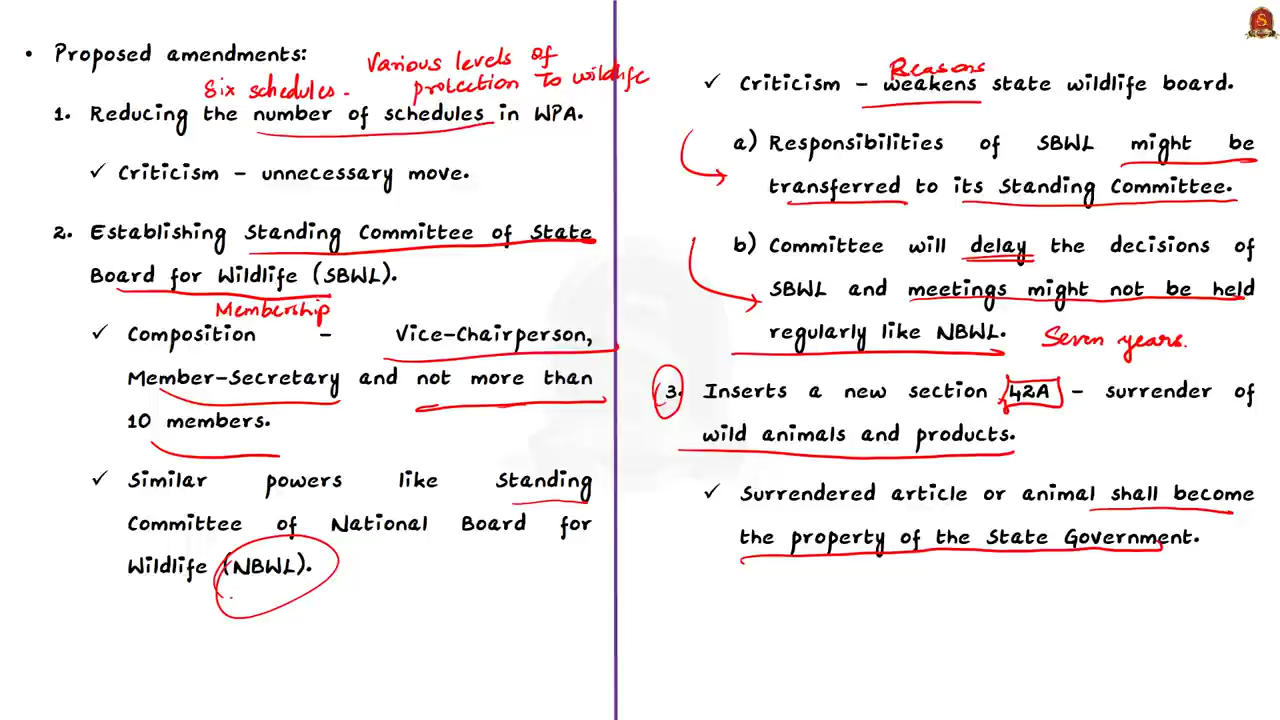 • Proposed amendments:
Various levels of
protection To wildlife
Six schedules.
1. Reducing the number of schedules in WPA.
✓ Criticism - unnecessary move.
2. Establishing Standing Committee of State
Board for Wildlife (SBWL).
Membership
✓ Composition - Vice-Chairperson,
Member-Secretary and not more than
10 members.
✓ Similar powers like Standing
Committee of National Board for
Wildlife (NBWL).
Reasons
✓ Criticism - weakens state wildlife board.
a) Responsibilities of SBWL might be
transferred to its Standing Committee.
b) Committee will delay the decisions of
SBWL and meetings might not be held
regularly like NBWL.
Seven years.
3. Inserts a new section 42A - surrender of
wild animals and products.
✓ Surrendered article or animal shall become
the property of the State Government.